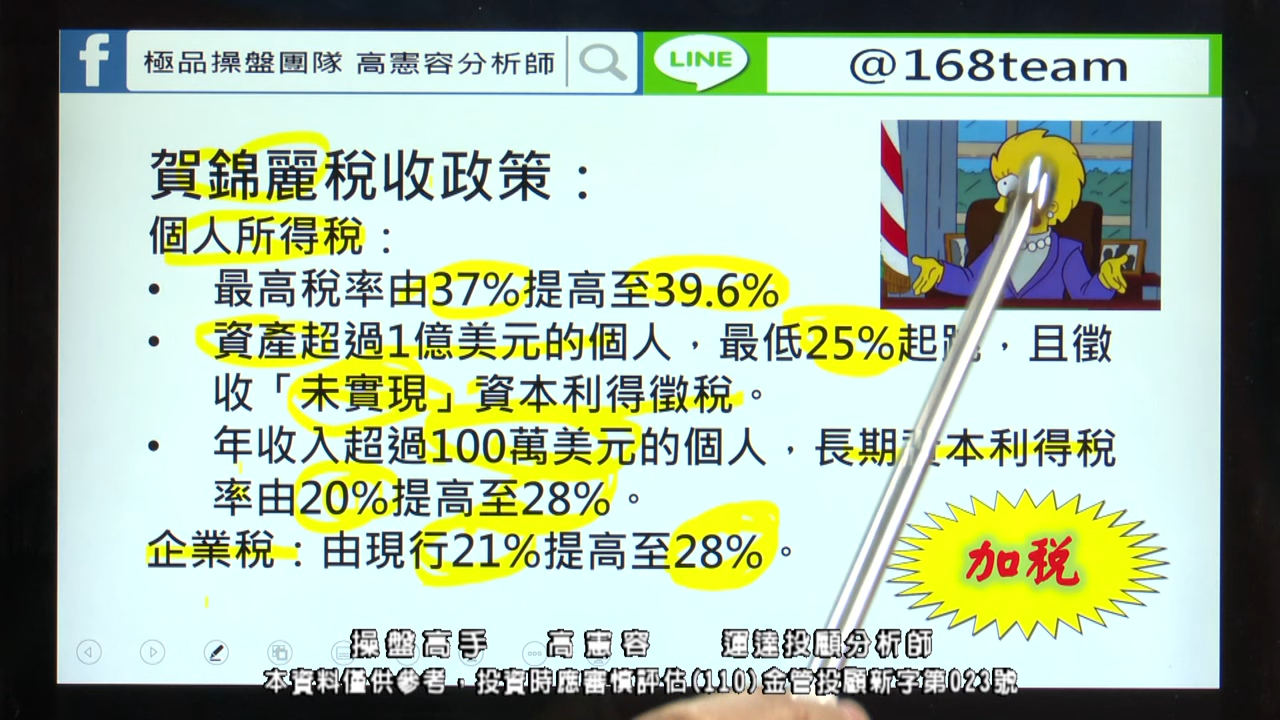 f 極品操盤團隊 高憲容分析師
LINE @168team
賀錦麗稅收政策：
個人所得稅：
• 最高稅率由37%提高至39.6%
• 資產超過1億美元的個人，最低25%起跳，且徵
收「未實現」資本利得徵稅。
• 年收入超過100萬美元的個人，長期資本利得稅
率由20%提高至28%。
企業稅：由現行21%提高至28%。
加稅
操盤高手 高憲容 運達投顧分析師
本資料僅供參考，投資時應審慎評估(110)金管投顧新字第023號